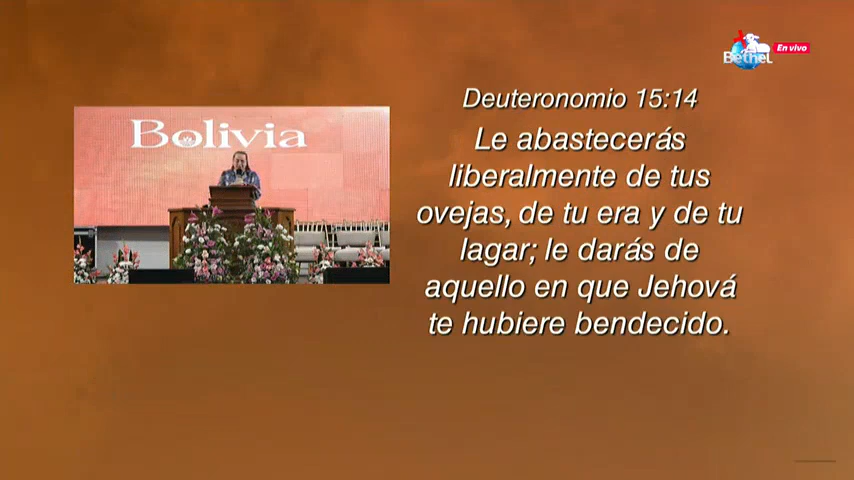 En vivo
Bethel
Bolivia
Deuteronomio 15:14
Le abastecerás
liberalmente de tus
ovejas, de tu era y de tu
lagar; le darás de
aquello en que Jehová
te hubiere bendecido.